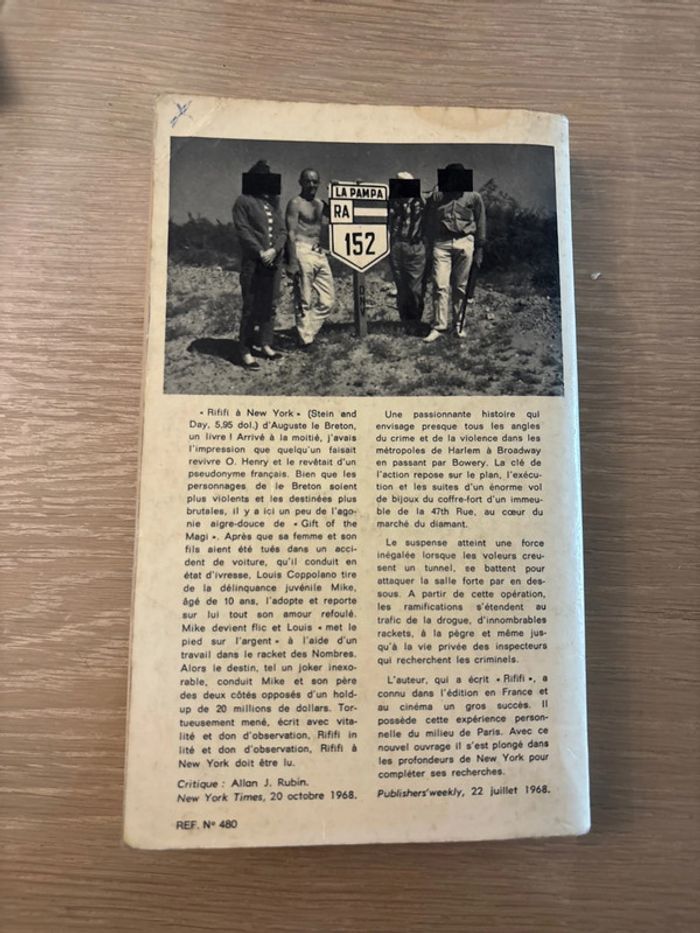 LA PAMPA
RA
152
DNV
« Rififi à New York » (Stein and
Day, 5,95 dol.) d'Auguste le Breton,
un livre ! Arrivé à la moitié, j'avais
l'impression que quelqu'un faisait
revivre O. Henry et le revêtait d'un
pseudonyme français. Bien que les
personnages de le Breton soient
plus violents et les destinées plus
brutales, il y a ici un peu de l'ago-
nie aigre-douce de « Gift of the
Magi ». Après que sa femme et son
fils aient été tués dans un acci-
dent de voiture, qu'il conduit en
état d'ivresse, Louis Coppolano tire
de la délinquance juvénile Mike,
âgé de 10 ans, l'adopte et reporte
sur lui tout son amour refoulé.
Mike devient flic et Louis « met le
pied sur l'argent » à l'aide d'un
travail dans le racket des Nombres.
Alors le destin, tel un joker inexo-
rable, conduit Mike et son père
des deux côtés opposés d'un hold-
up de 20 millions de dollars. Tor-
tueusement mené, écrit avec vita-
lité et don d'observation, Rififi in
lité et don d'observation, Rififi à
New York doit être lu.
Critique : Allan J. Rubin.
New York Times, 20 octobre 1968.
REF. N° 480
Une passionnante histoire qui
envisage presque tous les angles
du crime et de la violence dans les
métropoles de Harlem à Broadway
en passant par Bowery. La clé de
l'action repose sur le plan, l'exécu-
tion et les suites d'un énorme vol
de bijoux du coffre-fort d'un immeu-
ble de la 47th Rue, au cœur du
marché du diamant.
Le suspense atteint une force
inégalée lorsque les voleurs creu-
sent un tunnel, se battent pour
attaquer la salle forte par en des-
sous. A partir de cette opération,
les ramifications s'étendent au
trafic de la drogue, d'innombrables
rackets, à la pègre et même jus-
qu'à la vie privée des inspecteurs
qui recherchent les criminels.
L'auteur, qui a écrit « Rififi », a
connu dans l'édition en France et
au cinéma un gros succès. Il
possède cette expérience person-
nelle du milieu de Paris. Avec ce
nouvel ouvrage il s'est plongé dans
les profondeurs de New York pour
compléter ses recherches.
Publishers'weekly, 22 juillet 1968.